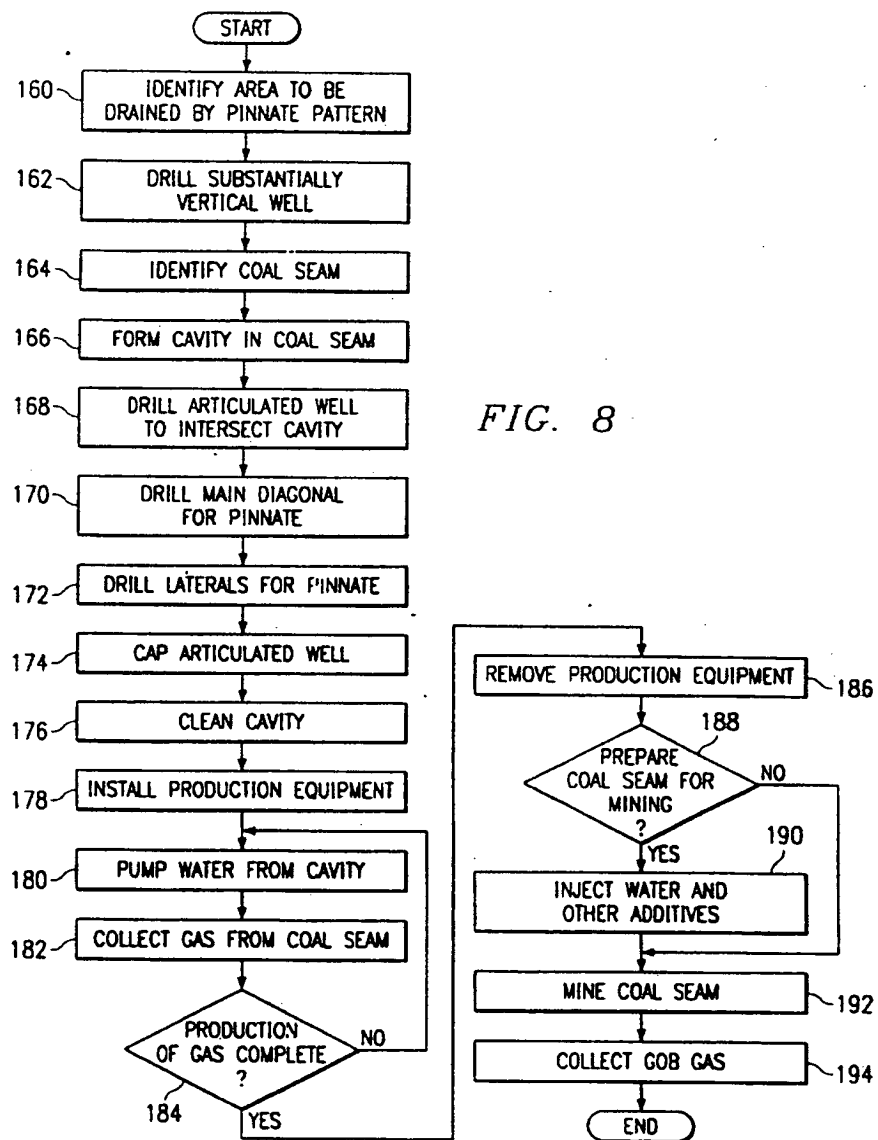 START
160
IDENTIFY AREA TO BE
DRAINED BY PINNATE PATTERN
162
DRILL SUBSTANTIALLY
VERTICAL WELL
164
IDENTIFY COAL SEAM
166
FORM CAVITY IN COAL SEAM
168
DRILL ARTICULATED WELL
TO INTERSECT CAVITY
170
DRILL MAIN DIAGONAL
FOR PINNATE
172
DRILL LATERALS FOR PINNATE
174
CAP ARTICULATED WELL
176
CLEAN CAVITY
178
INSTALL PRODUCTION EQUIPMENT
180
PUMP WATER FROM CAVITY
182
COLLECT GAS FROM COAL SEAM
PRODUCTION
OF GAS COMPLETE
?
NO
184
YES
FIG. 8
REMOVE PRODUCTION EQUIPMENT
186
188
PREPARE
COAL SEAM FOR
MINING
?
NO
YES
190
INJECT WATER AND
OTHER ADDITIVES
MINE COAL SEAM
192
COLLECT GOB GAS
194
END